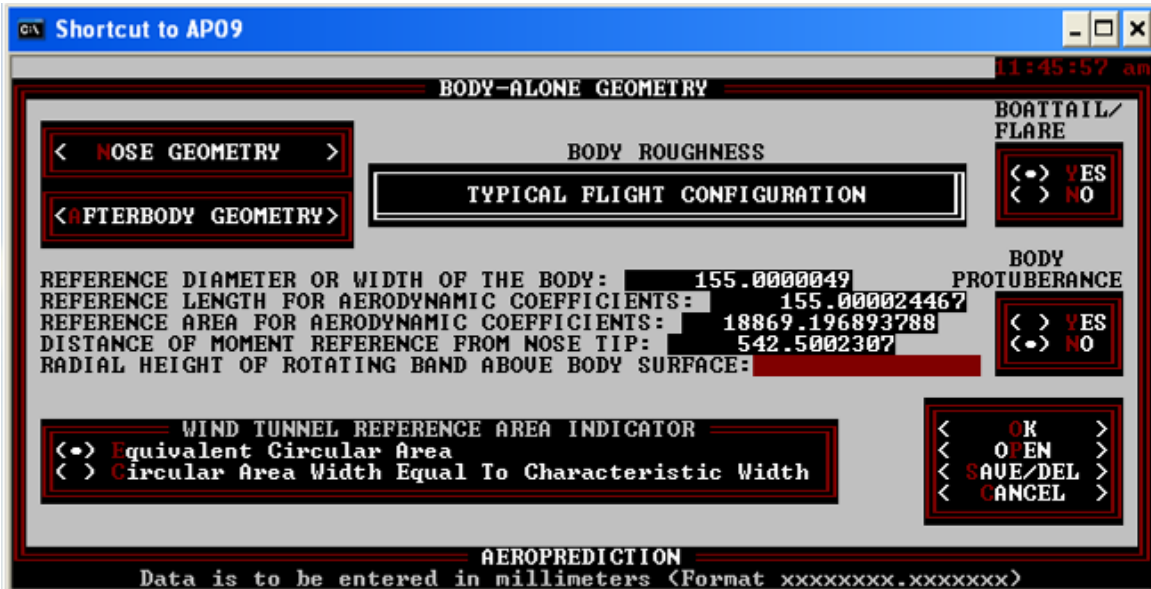 Shortcut to AP09
11:45:57 am
BODY-ALONE GEOMETRY
< NOSE GEOMETRY >
<AFTERBODY GEOMETRY>
BODY ROUGHNESS
TYPICAL FLIGHT CONFIGURATION
BOATTAIL/
FLARE
(•) YES
( ) NO
REFERENCE DIAMETER OR WIDTH OF THE BODY: 155.0000049
REFERENCE LENGTH FOR AERODYNAMIC COEFFICIENTS: 155.000024467
REFERENCE AREA FOR AERODYNAMIC COEFFICIENTS: 18869.196893788
DISTANCE OF MOMENT REFERENCE FROM NOSE TIP: 542.5002307
RADIAL HEIGHT OF ROTATING BAND ABOVE BODY SURFACE:
BODY
PROTUBERANCE
( ) YES
(•) NO
WIND TUNNEL REFERENCE AREA INDICATOR
(•) Equivalent Circular Area
( ) Circular Area Width Equal To Characteristic Width
< OK >
< OPEN >
< SAVE/DEL >
< CANCEL >
AEROPREDICTION
Data is to be entered in millimeters (Format xxxxxxxx.xxxxxxx)